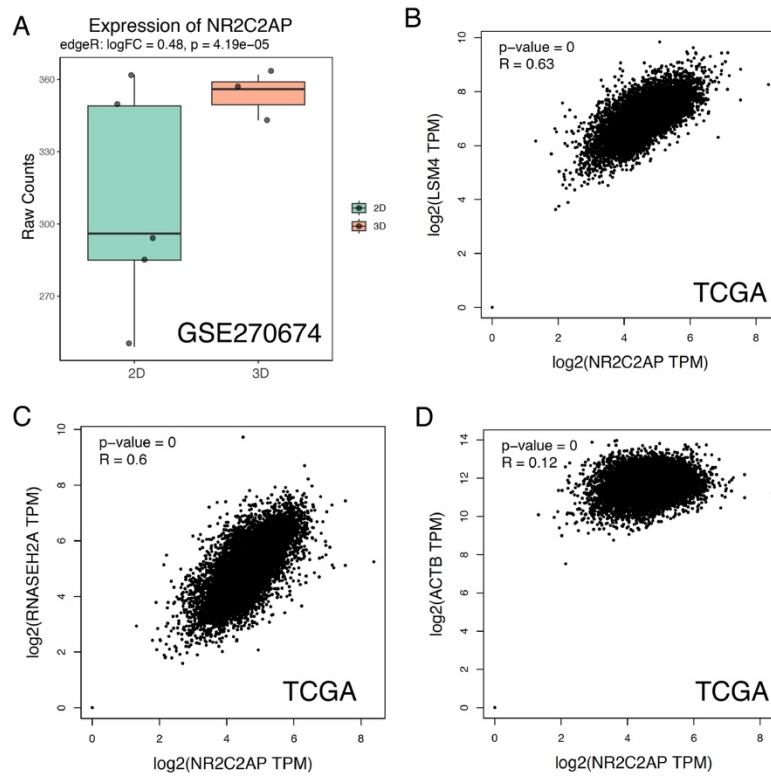 A
Expression of NR2C2AP
edgeR: logFC = 0.48, p = 4.19e−05
Raw Counts
360
330
300
270
2D
3D
GSE270674
2D
3D
B
p−value = 0
R = 0.63
log2(LSM4 TPM)
10
8
6
4
2
0
TCGA
0 2 4 6 8
log2(NR2C2AP TPM)
C
p−value = 0
R = 0.6
log2(RNASEH2A TPM)
10
8
6
4
2
0
TCGA
0 2 4 6 8
log2(NR2C2AP TPM)
D
p−value = 0
R = 0.12
log2(ACTB TPM)
14
12
10
8
6
4
2
0
TCGA
0 2 4 6 8
log2(NR2C2AP TPM)